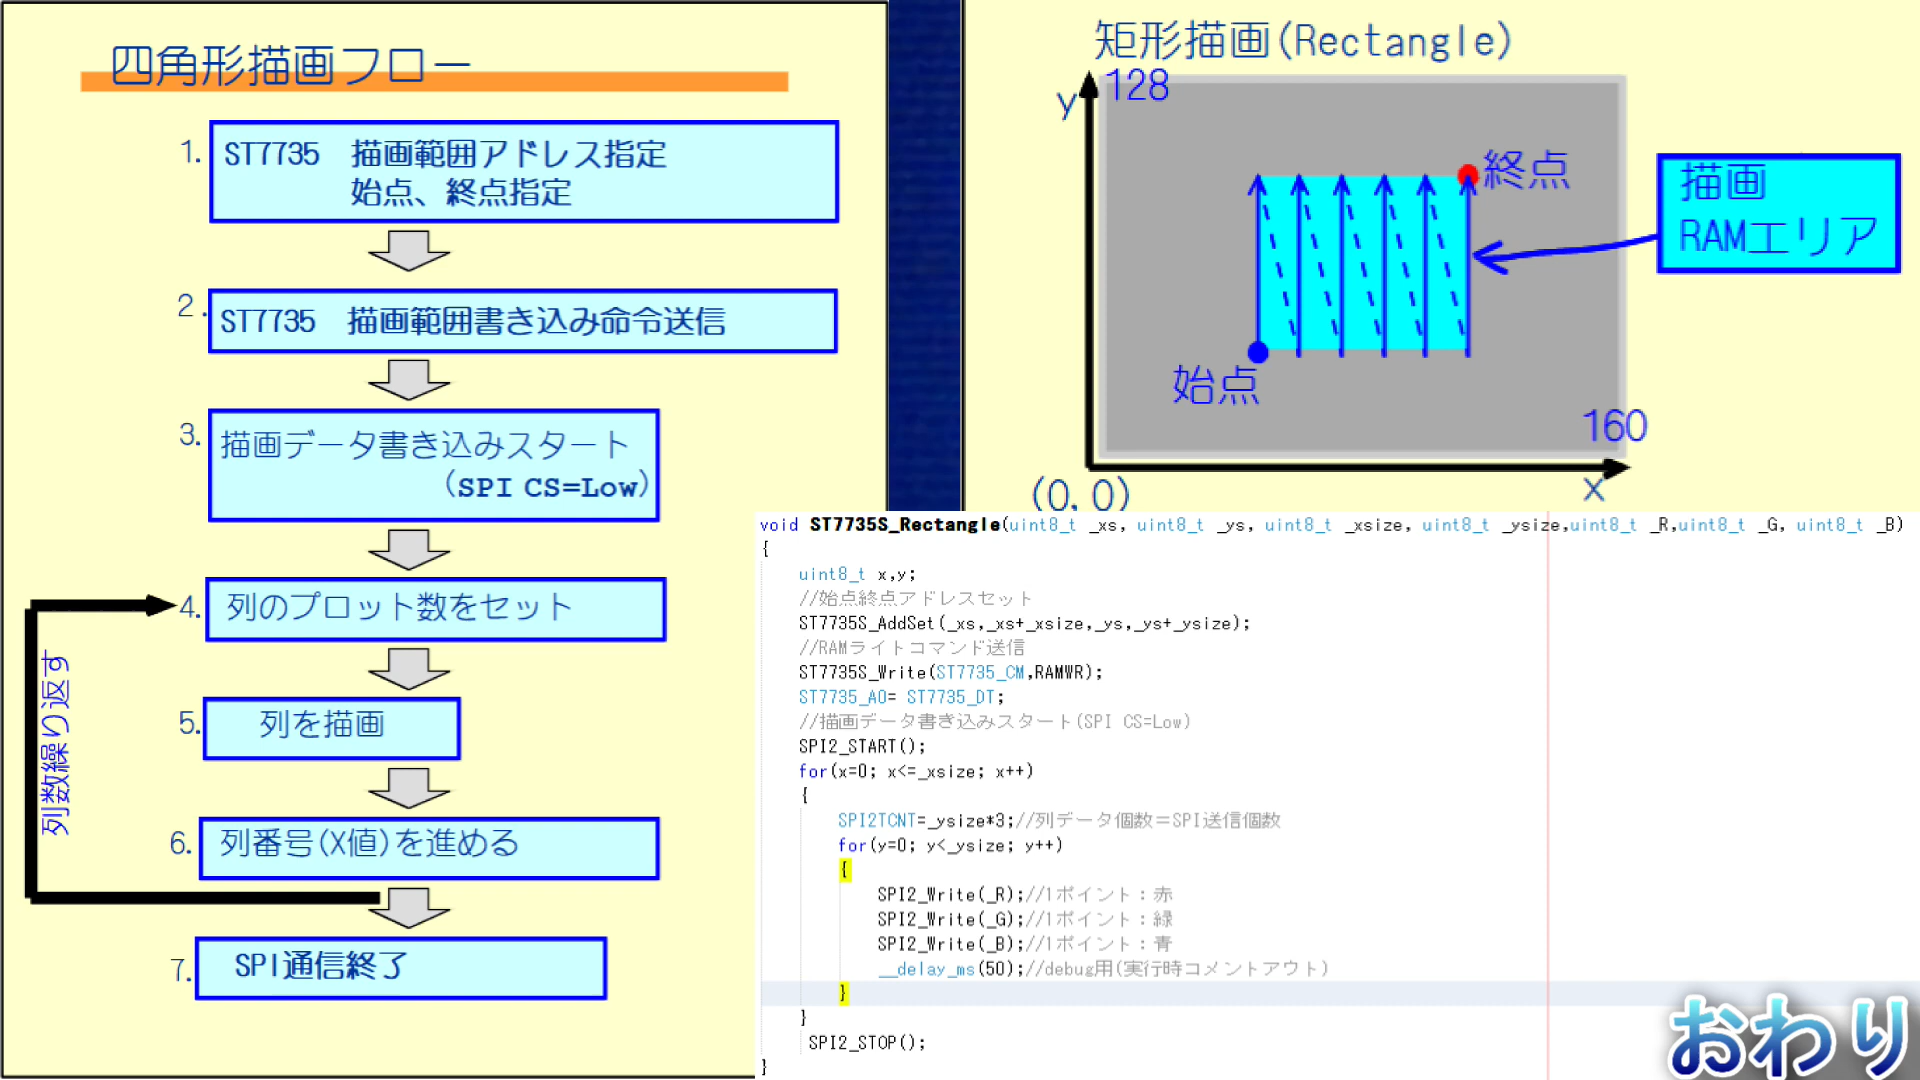 四角形描画フロー
1. ST7735 描画範囲アドレス指定
始点、終点指定
2. ST7735 描画範囲書き込み命令送信
3. 描画データ書き込みスタート
(SPI CS=Low)
4. 列のプロット数をセット
5. 列を描画
6. 列番号(X値)を進める
7. SPI通信終了
列数繰り返す
矩形描画(Rectangle)
y
128
終点
始点
描画
RAMエリア
160
x
(0,0)
void ST7735S_Rectangle(uint8_t _xs, uint8_t _ys, uint8_t _xsize, uint8_t _ysize,uint8_t _R,uint8_t _G, uint8_t _B)
{
uint8_t x,y;
//始点終点アドレスセット
ST7735S_AddSet(_xs,_xs+_xsize,_ys,_ys+_ysize);
//RAMライトコマンド送信
ST7735S_Write(ST7735_CM,RAMWR);
ST7735_A0= ST7735_DT;
//描画データ書き込みスタート(SPI CS=Low)
SPI2_START();
for(x=0; x<=_xsize; x++)
{
SPI2TCNT=_ysize*3;//列データ個数＝SPI送信個数
for(y=0; y<_ysize; y++)
{
SPI2_Write(_R);//1ポイント：赤
SPI2_Write(_G);//1ポイント：緑
SPI2_Write(_B);//1ポイント：青
__delay_ms(50);//debug用(実行時コメントアウト)
}
}
SPI2_STOP();
}
おわり